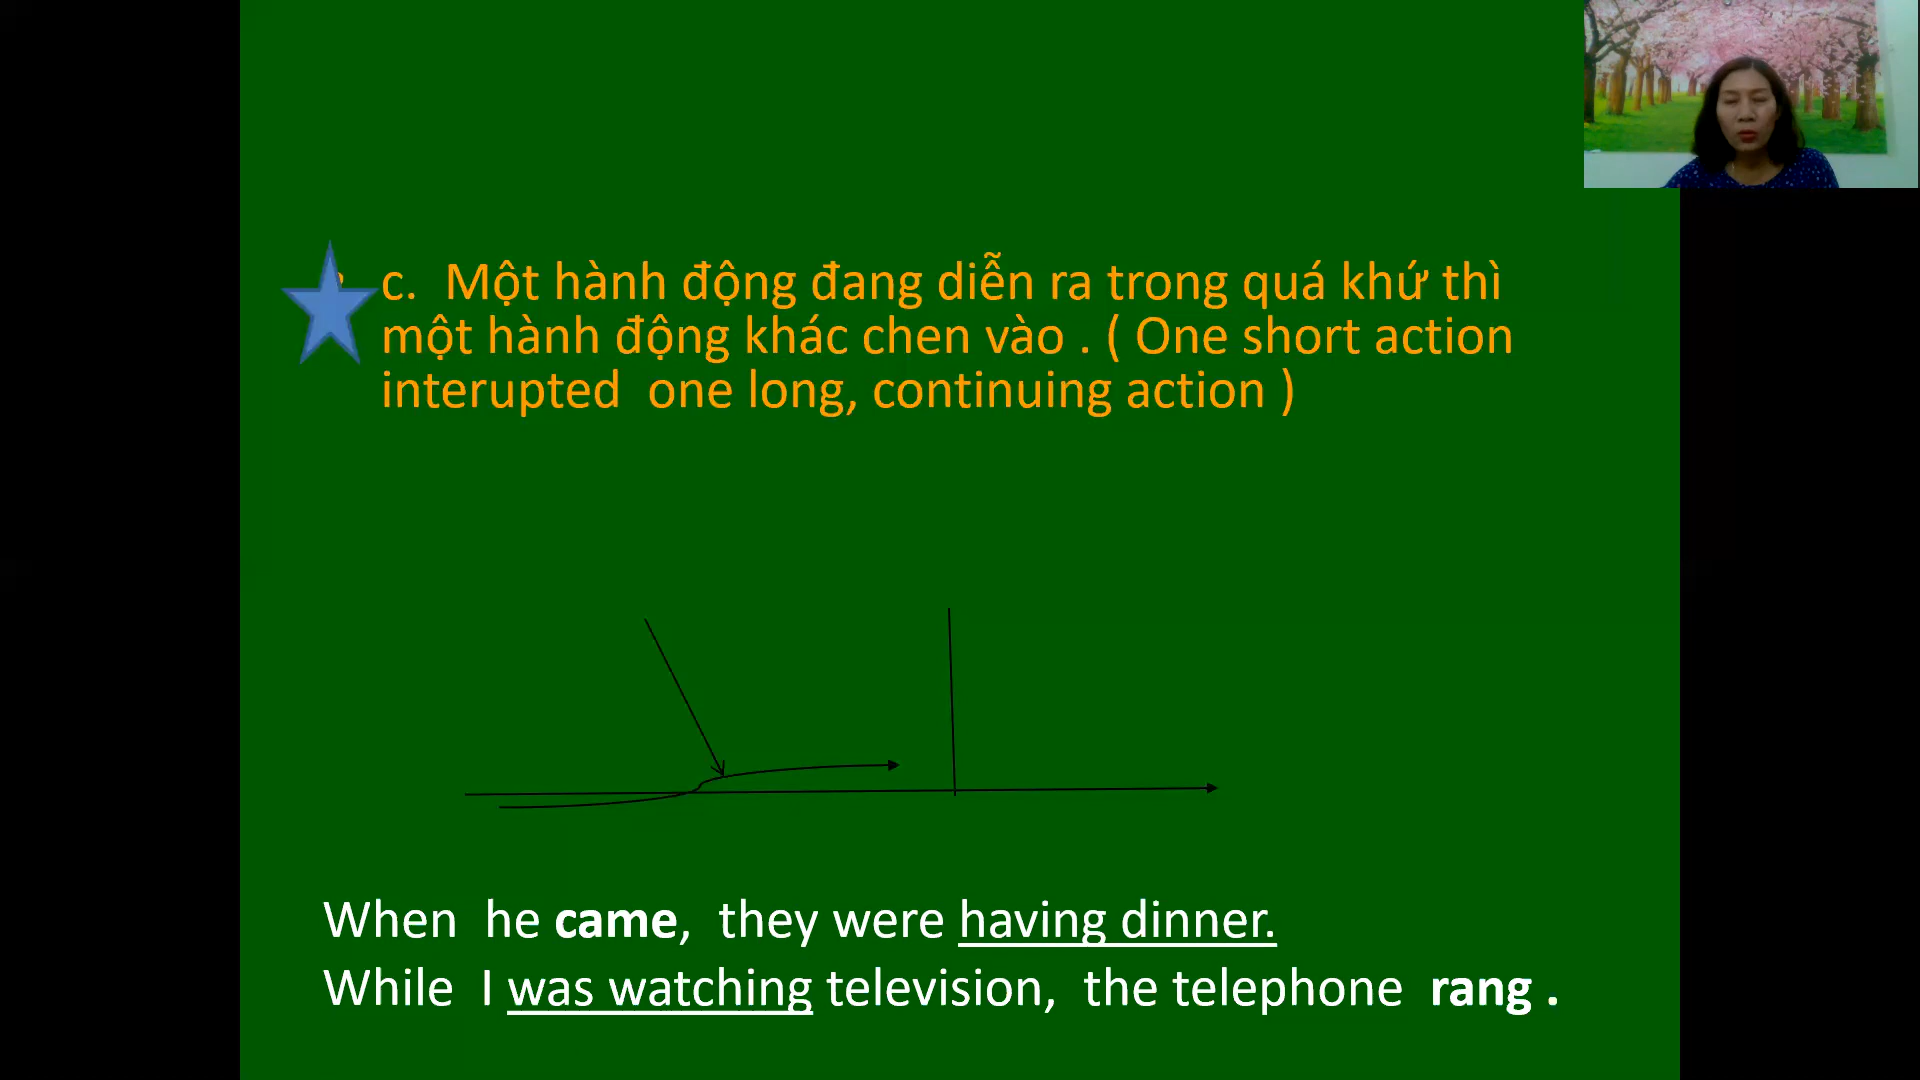 c. Một hành động đang diễn ra trong quá khứ thì
một hành động khác chen vào . ( One short action
interupted one long, continuing action )
When he came, they were having dinner.
While I was watching television, the telephone rang .